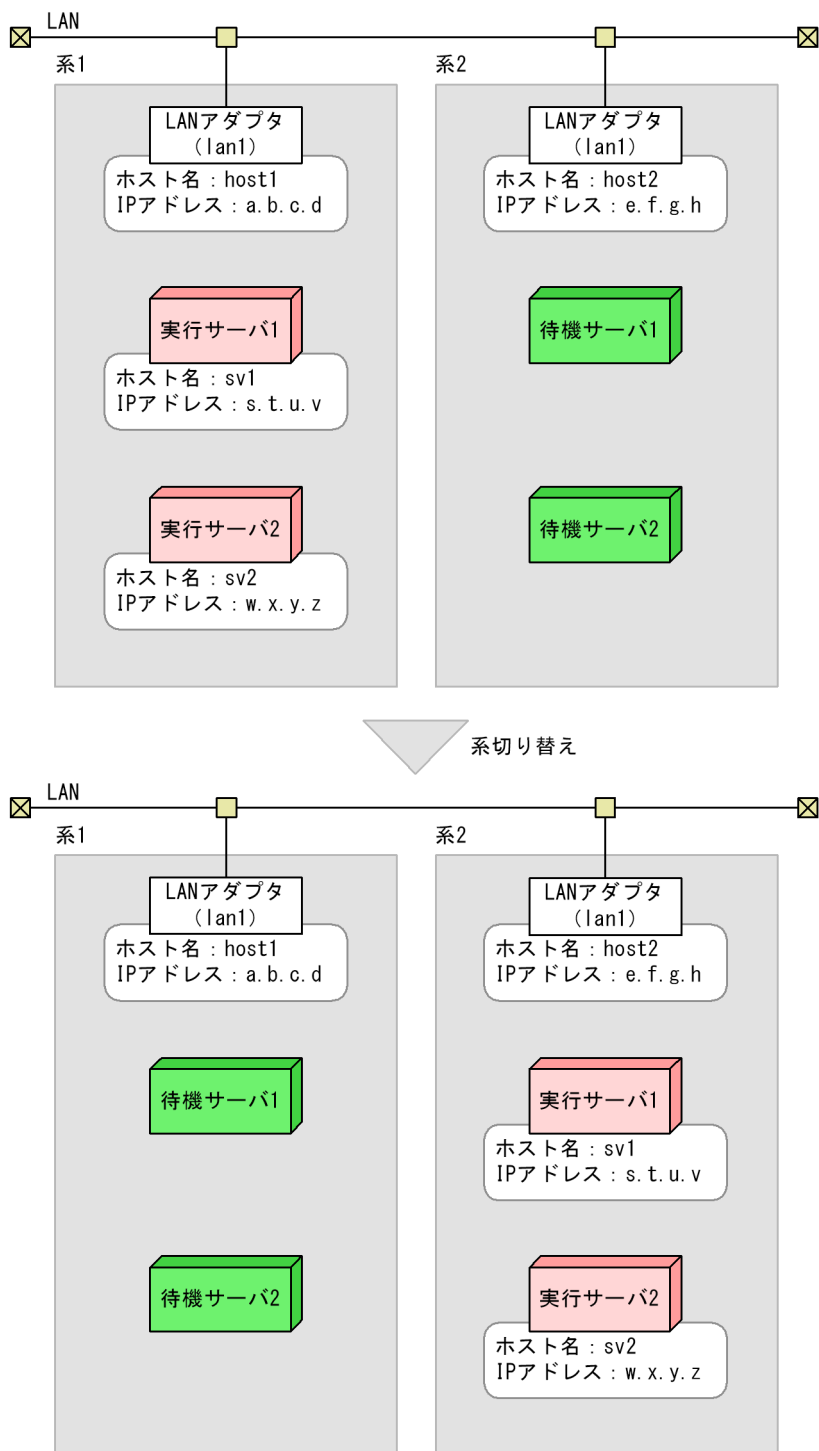 LAN
系1
系2
LANアダプタ
(lan1)
ホスト名：host1
IPアドレス：a.b.c.d
LANアダプタ
(lan1)
ホスト名：host2
IPアドレス：e.f.g.h
実行サーバ1
ホスト名：sv1
IPアドレス：s.t.u.v
待機サーバ1
実行サーバ2
ホスト名：sv2
IPアドレス：w.x.y.z
待機サーバ2
系切り替え
LAN
系1
系2
LANアダプタ
(lan1)
ホスト名：host1
IPアドレス：a.b.c.d
LANアダプタ
(lan1)
ホスト名：host2
IPアドレス：e.f.g.h
待機サーバ1
実行サーバ1
ホスト名：sv1
IPアドレス：s.t.u.v
待機サーバ2
実行サーバ2
ホスト名：sv2
IPアドレス：w.x.y.z